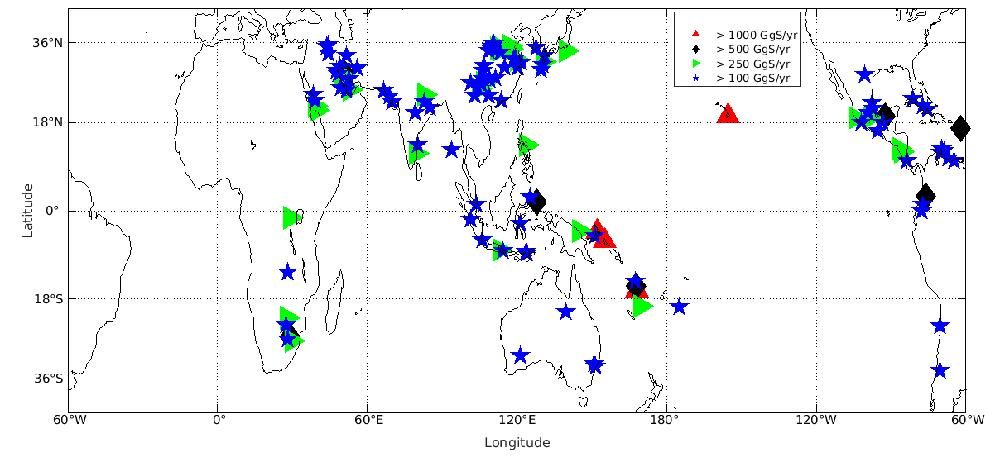 > 1000 GgS/yr
> 500 GgS/yr
> 250 GgS/yr
> 100 GgS/yr
36°N
18°N
0°
18°S
36°S
Latitude
60°W 0° 60°E 120°E 180° 120°W 60°W
Longitude